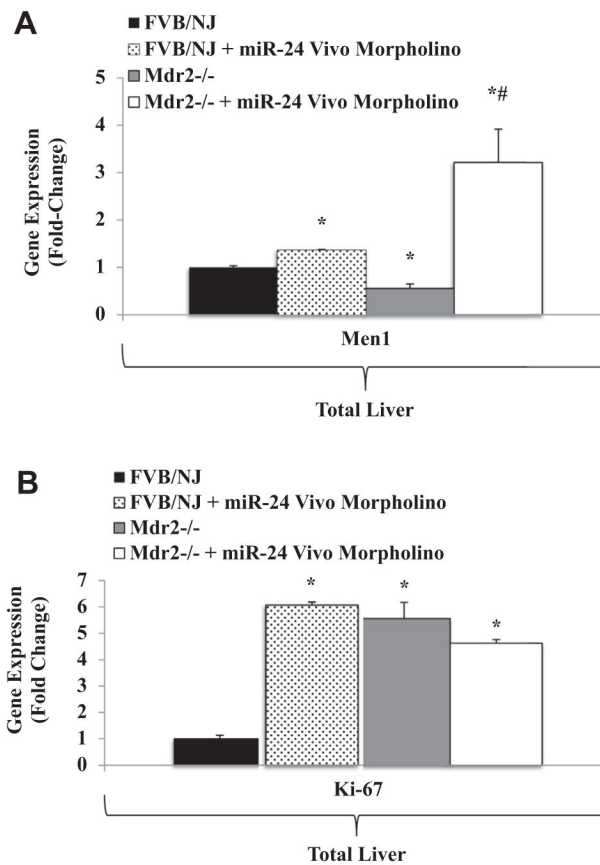 A
FVB/NJ
FVB/NJ + miR-24 Vivo Morpholino
Mdr2-/-
Mdr2-/- + miR-24 Vivo Morpholino
Gene Expression
(Fold-Change)
5
4
3
2
1
0
*
*
*#
Men1
Total Liver
B
FVB/NJ
FVB/NJ + miR-24 Vivo Morpholino
Mdr2-/-
Mdr2-/- + miR-24 Vivo Morpholino
Gene Expression
(Fold Change)
7
6
5
4
3
2
1
0
*
*
*
Ki-67
Total Liver